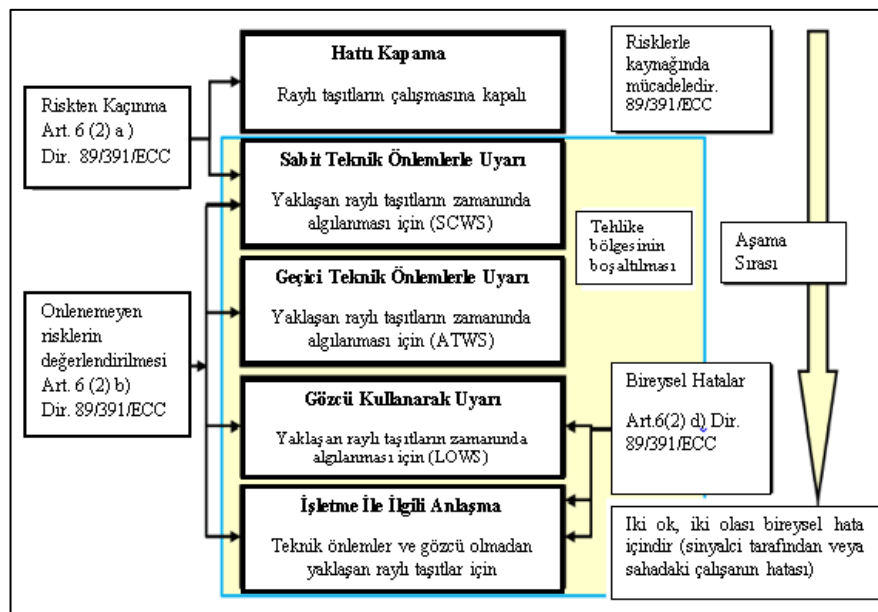 Hattı Kapama
Raylı taşıtların çalışmasına kapalı
Risklerle
kaynağında
mücadeledir.
89/391/ECC
Riskten Kaçınma
Art. 6 (2) a )
Dir. 89/391/ECC
Sabit Teknik Önlemlerle Uyarı
Yaklaşan raylı taşıtların zamanında
algılanması için (SCWS)
Tehlike
bölgesinin
boşaltılması
Aşama
Sırası
Geçici Teknik Önlemlerle Uyarı
Yaklaşan raylı taşıtların zamanında
algılanması için (ATWS)
Onlenemeyen
risklerin
değerlendirilmesi
Art. 6 (2) b)
Dir. 89/391/ECC
Gözcü Kullanarak Uyarı
Yaklaşan raylı taşıtların zamanında
algılanması için (LOWS)
Bireysel Hatalar
Art.6(2) d) Dir.
89/391/ECC
İşletme İle İlgili Anlaşma
Teknik önlemler ve gözcü olmadan
yaklaşan raylı taşıtlar için
Iki ok, iki olası bireysel hata
içindir (sinyalci tarafından veya
sahadaki çalışanın hatası)